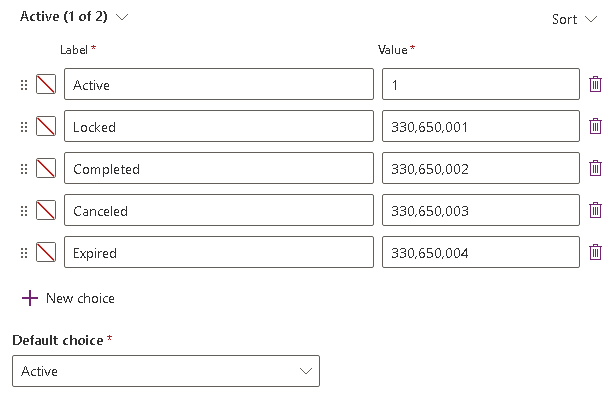 Active (1 of 2)
Sort
Label * Value *
Active 1
Locked 330,650,001
Completed 330,650,002
Canceled 330,650,003
Expired 330,650,004
New choice
Default choice *
Active